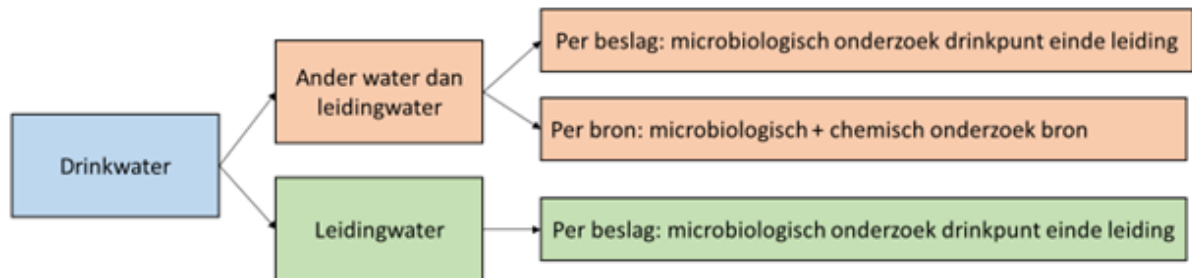 Per beslag: microbiologisch onderzoek drinkpunt einde leiding
Ander water dan
leidingwater
Per bron: microbiologisch + chemisch onderzoek bron
Drinkwater
Leidingwater
Per beslag: microbiologisch onderzoek drinkpunt einde leiding